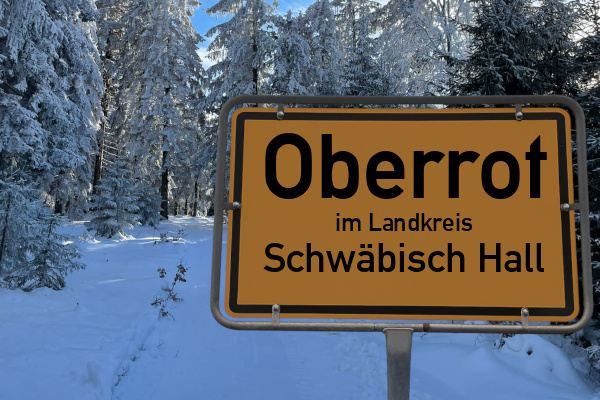 Oberrot
im Landkreis
Schwäbisch Hall